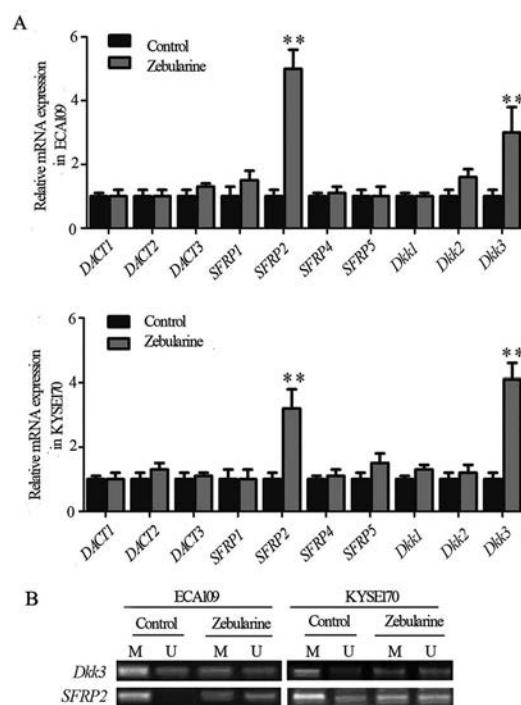 A
Relative mRNA expression
in ECA109
6
4
2
0
Control
Zebularine
**
**
DACT1
DACT2
DACT3
SFRP1
SFRP2
SFRP4
SFRP5
Dkk1
Dkk2
Dkk3
Relative mRNA expression
in KYSE170
6
4
2
0
Control
Zebularine
**
**
DACT1
DACT2
DACT3
SFRP1
SFRP2
SFRP4
SFRP5
Dkk1
Dkk2
Dkk3
B
ECA109 KYSE170
Control Zebularine Control Zebularine
M U M U M U M U
Dkk3
SFRP2